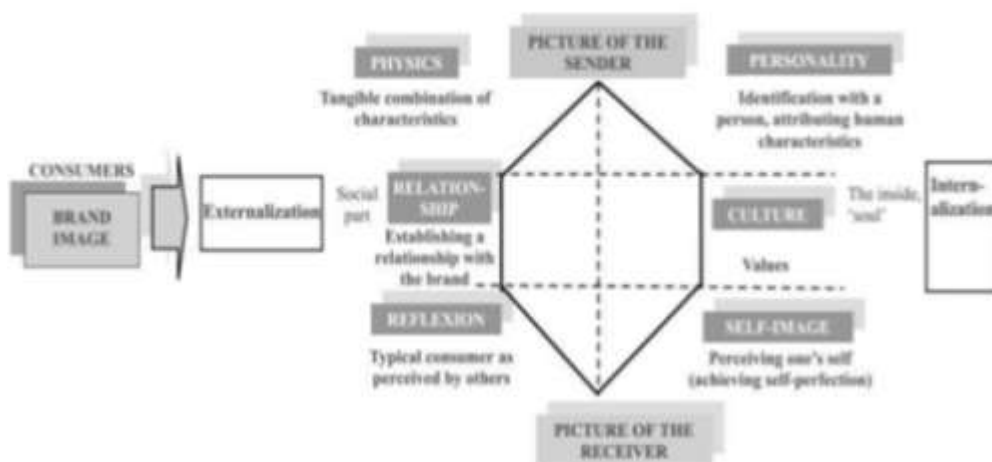 PICTURE OF THE
SENDER
PHYSICS
Tangible combination of
characteristics
PERSONALITY
Identification with a
person, attributing human
characteristics
CONSUMERS
BRAND
IMAGE
Externalization
Social
part
RELATION-
SHIP
Establishing a
relationship with
the brand
CULTURE
Values
The inside,
"soul"
Intern-
alization
REFLEXION
Typical consumer as
perceived by others
SELF-IMAGE
Perceiving one's self
(achieving self-perfection)
PICTURE OF THE
RECEIVER